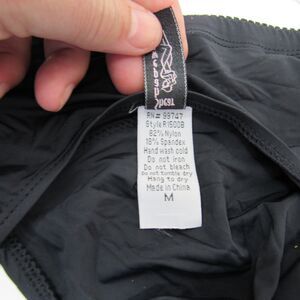 RN# 99747
Style R1500B
82% Nylon
18% Spandex
Hand wash cold
Do not iron
Do not bleach
Do not tumble dry
Hang to dry
Made in China
M